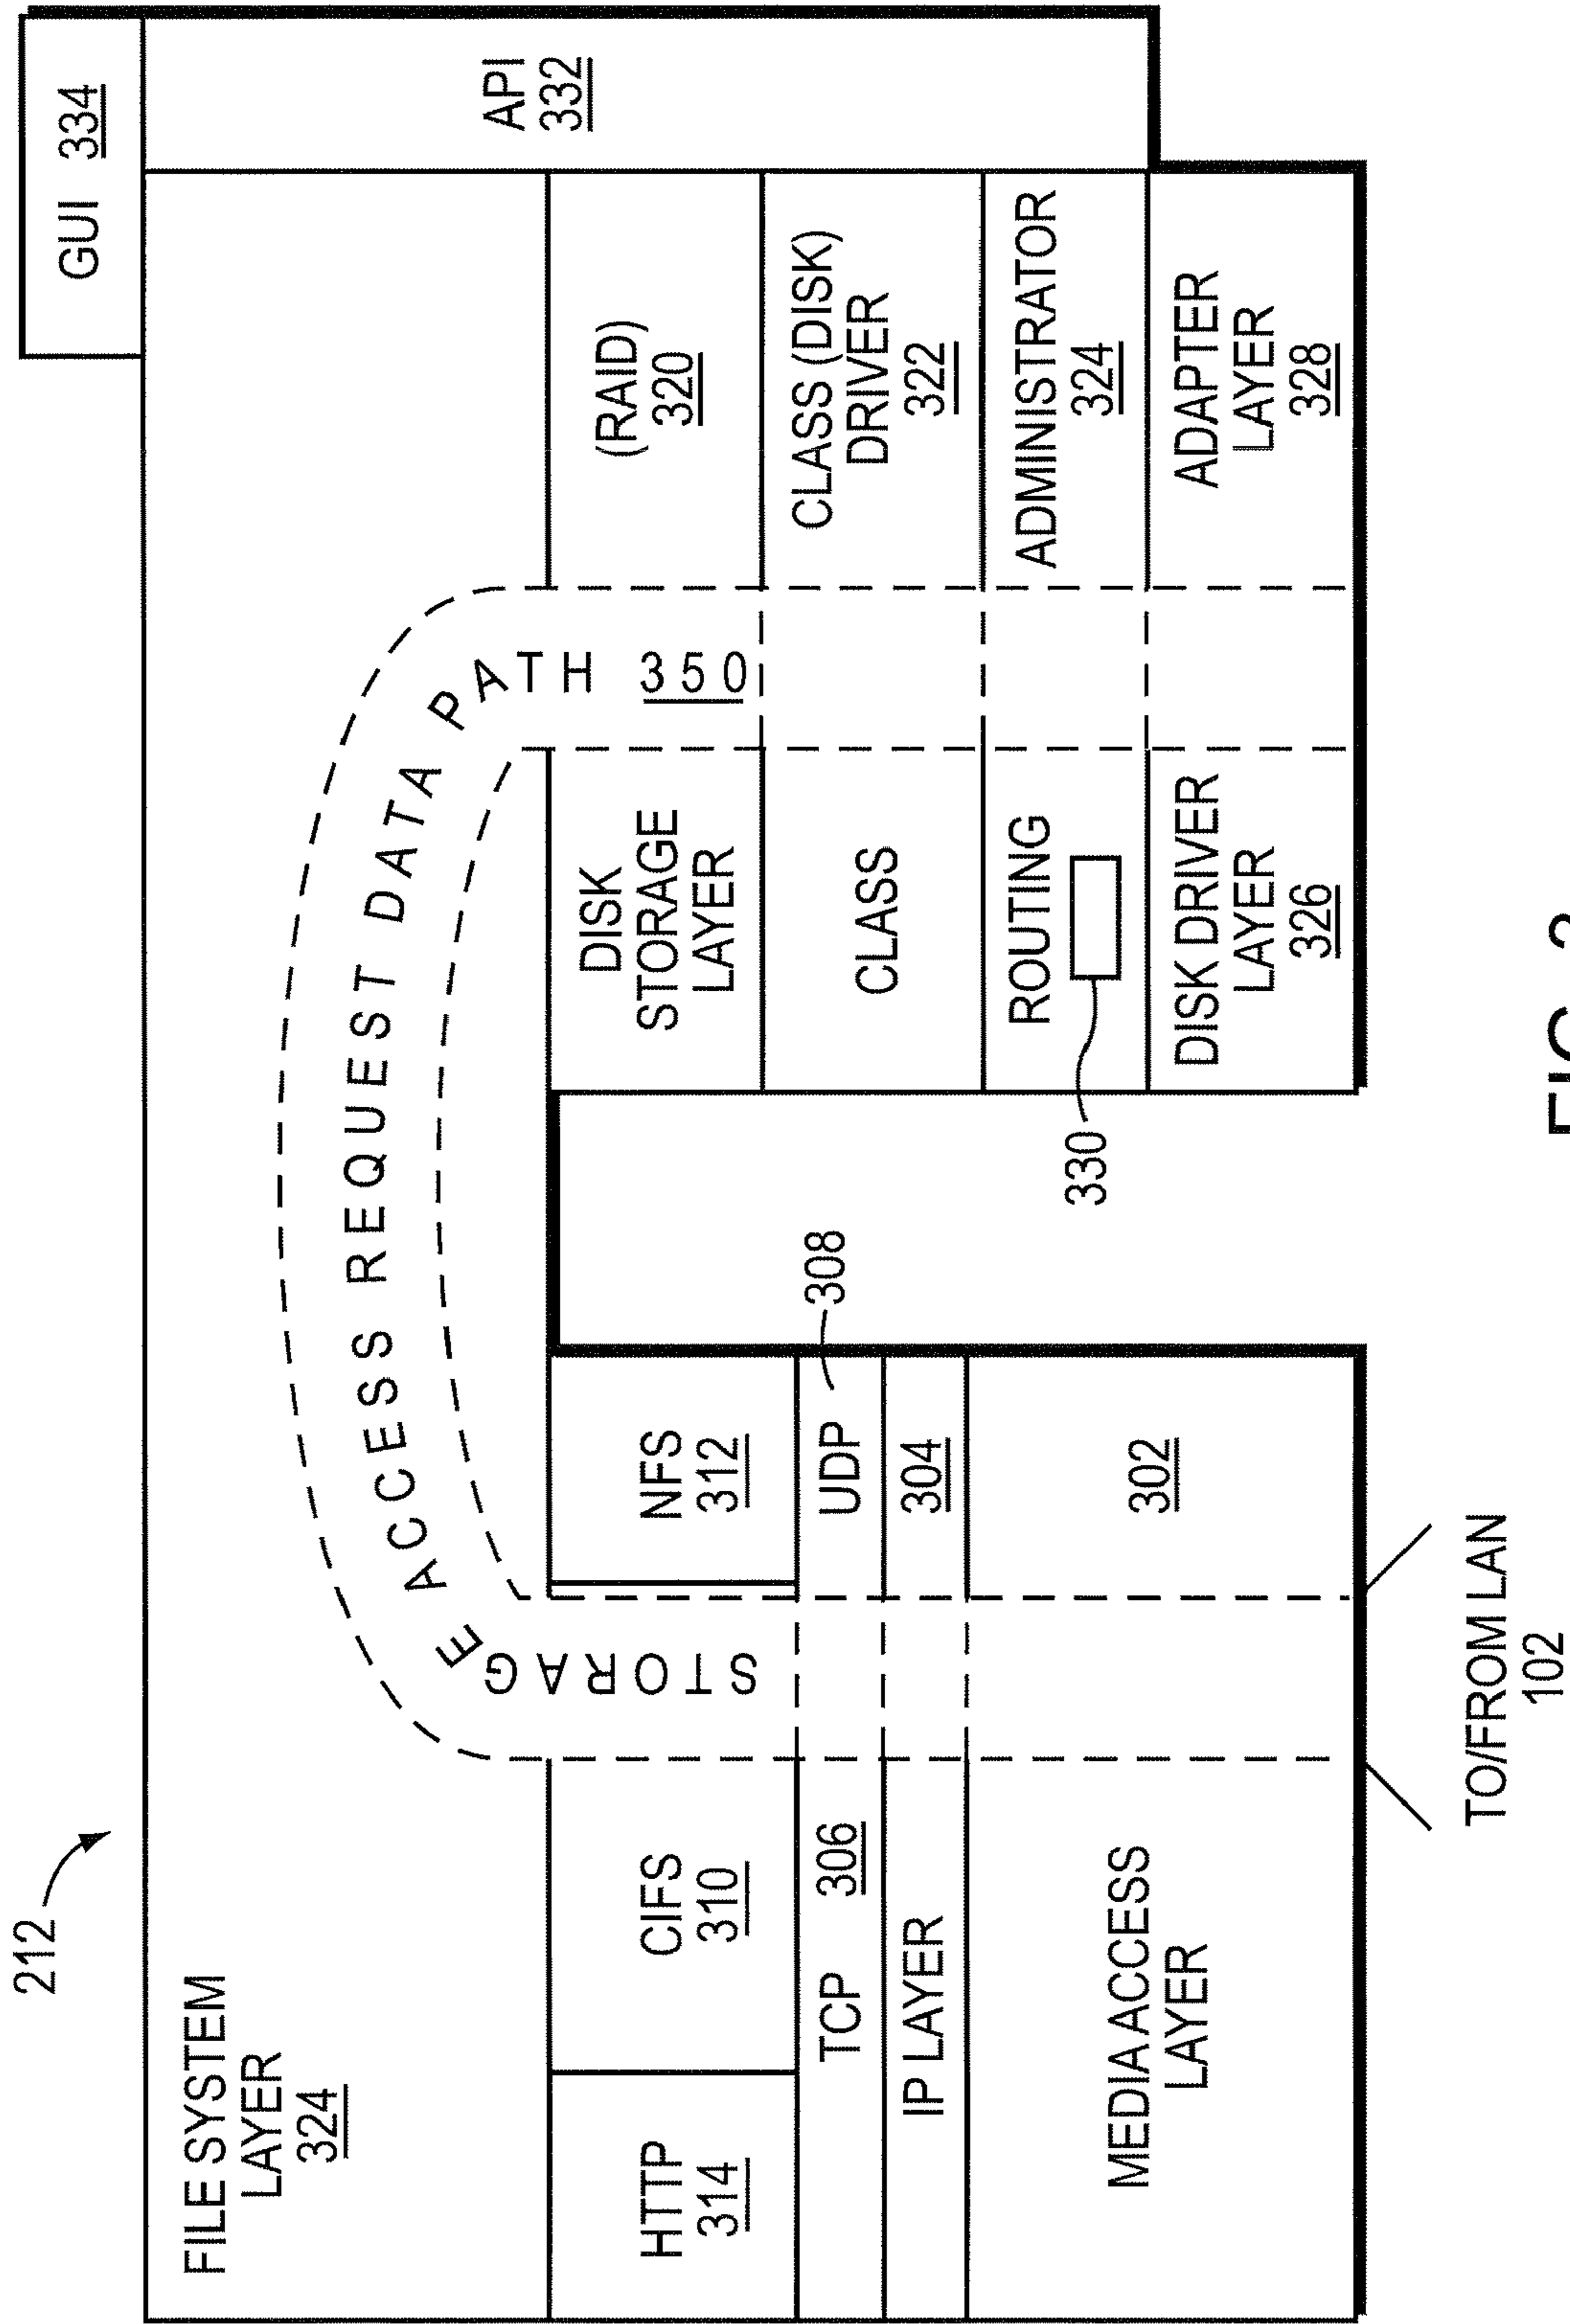 212
GUI 334
FILE SYSTEM
LAYER
324
API
332
STORAGE ACCESS REQUEST DATA PATH 350
HTTP
314
CIFS
310
NFS
312
TCP 306
UDP
308
IP LAYER
304
MEDIA ACCESS
LAYER
302
TO/FROM LAN
102
DISK
STORAGE
LAYER
(RAID)
320
CLASS
CLASS (DISK)
DRIVER
322
ROUTING
330
ADMINISTRATOR
324
DISK DRIVER
LAYER
326
ADAPTER
LAYER
328